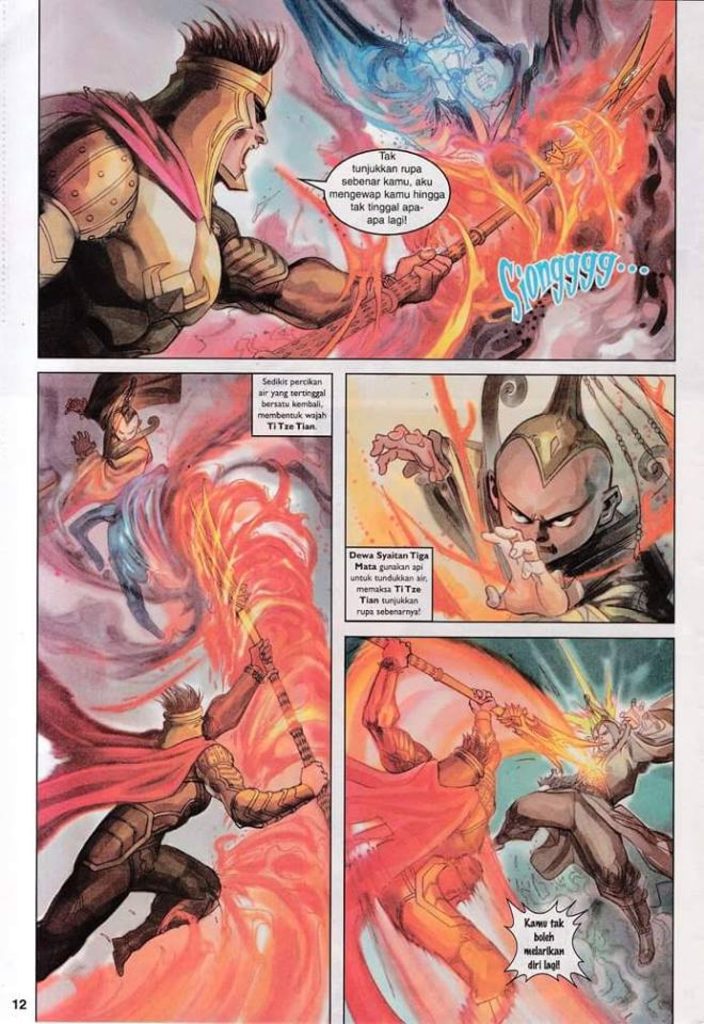 Tak
tunjukkan rupa
sebenar kamu, aku
mengewap kamu hingga
tak tinggal apa-
apa lagi!
Siongggg...
Sedikit percikan
air yang tertinggal
bersatu kembali,
membentuk wajah
Ti Tze Tian.
Dewa Syaitan Tiga
Mata gunakan api
untuk tundukkan air,
memaksa Ti Tze
Tian tunjukkan
rupa sebenarnya!
Kamu tak
boleh
melarikan
diri lagi!
12